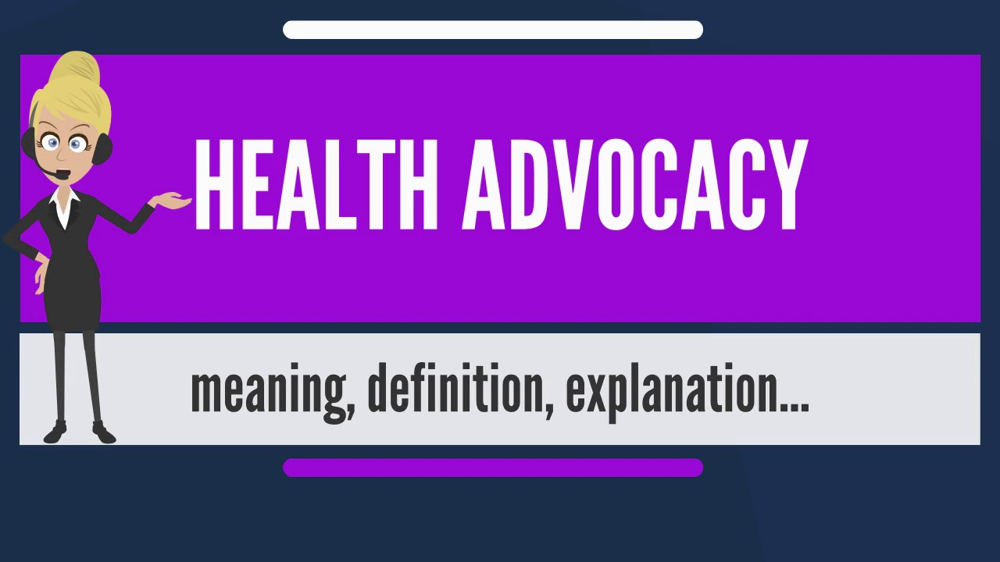 HEALTH ADVOCACY
meaning, definition, explanation...